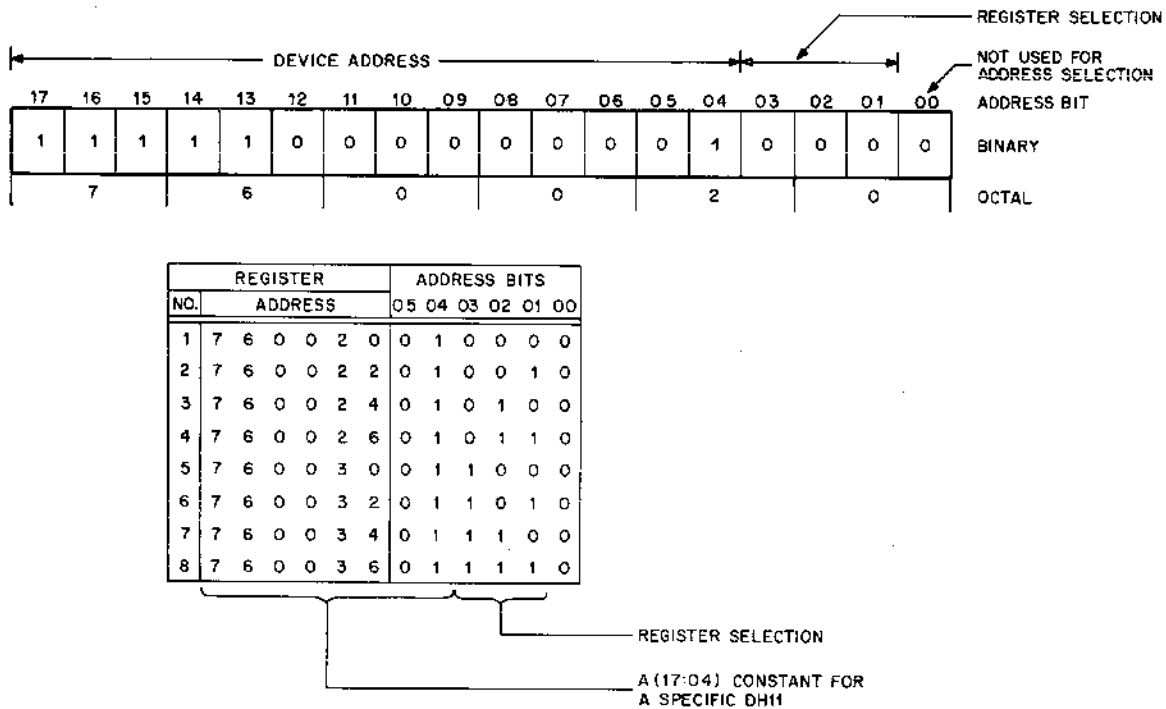 REGISTER SELECTION
DEVICE ADDRESS
NOT USED FOR
ADDRESS SELECTION
17 16 15 14 13 12 11 10 09 08 07 06 05 04 03 02 01 00 ADDRESS BIT
1 1 1 1 1 0 0 0 0 0 0 0 0 1 0 0 0 0 BINARY
7 6 0 0 2 0 OCTAL
REGISTER ADDRESS BITS
NO. ADDRESS 05 04 03 02 01 00
1 7 6 0 0 2 0 0 1 0 0 0 0
2 7 6 0 0 2 2 0 1 0 0 1 0
3 7 6 0 0 2 4 0 1 0 1 0 0
4 7 6 0 0 2 6 0 1 0 1 1 0
5 7 6 0 0 3 0 0 1 1 0 0 0
6 7 6 0 0 3 2 0 1 1 0 1 0
7 7 6 0 0 3 4 0 1 1 1 0 0
8 7 6 0 0 3 6 0 1 1 1 1 0
REGISTER SELECTION
A(17:04) CONSTANT FOR
A SPECIFIC DH11